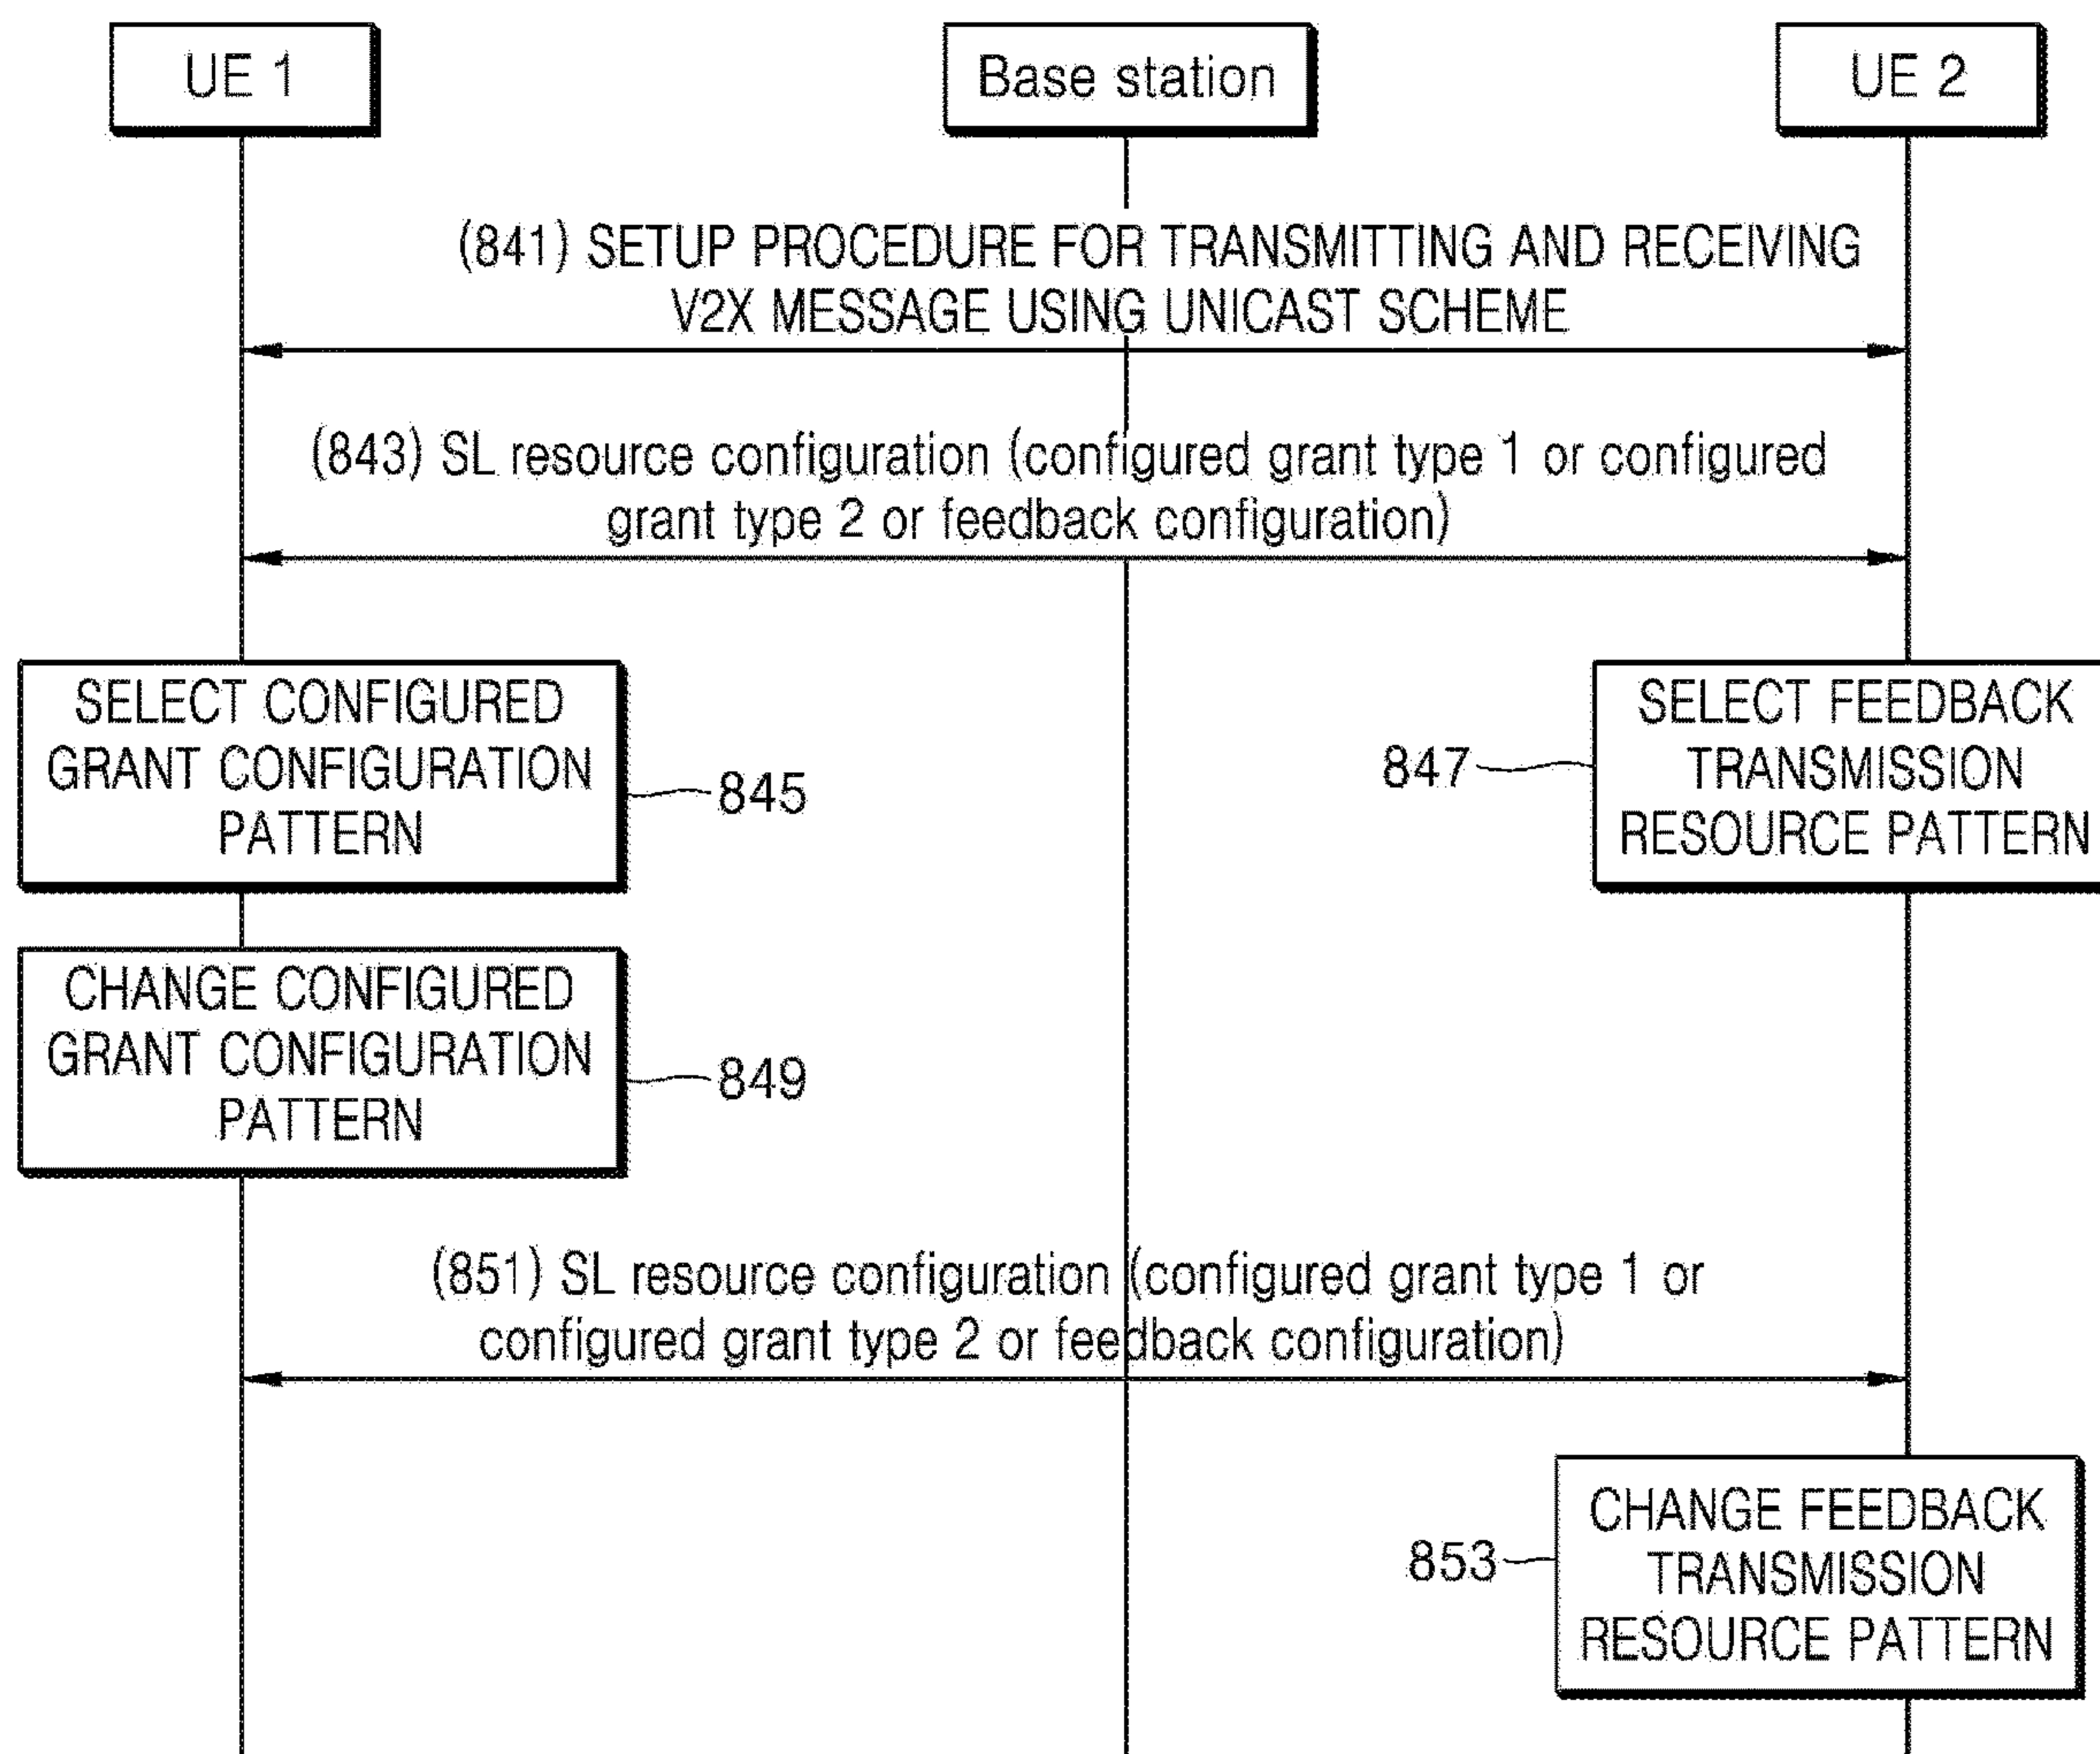 UE 1
Base station
UE 2
(841) SETUP PROCEDURE FOR TRANSMITTING AND RECEIVING
V2X MESSAGE USING UNICAST SCHEME
(843) SL resource configuration (configured grant type 1 or configured
grant type 2 or feedback configuration)
SELECT CONFIGURED
GRANT CONFIGURATION
PATTERN
845
847
SELECT FEEDBACK
TRANSMISSION
RESOURCE PATTERN
CHANGE CONFIGURED
GRANT CONFIGURATION
PATTERN
849
(851) SL resource configuration (configured grant type 1 or
configured grant type 2 or feedback configuration)
853
CHANGE FEEDBACK
TRANSMISSION
RESOURCE PATTERN